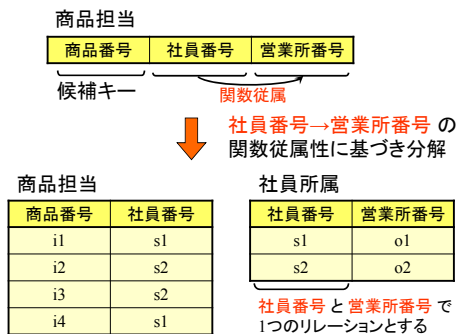 商品担当
商品番号 社員番号 営業所番号
候補キー
関数従属
社員番号→営業所番号 の
関数従属性に基づき分解
商品担当
商品番号 社員番号
i1 s1
i2 s2
i3 s2
i4 s1
社員所属
社員番号 営業所番号
s1 o1
s2 o2
社員番号 と 営業所番号 で
1つのリレーションとする